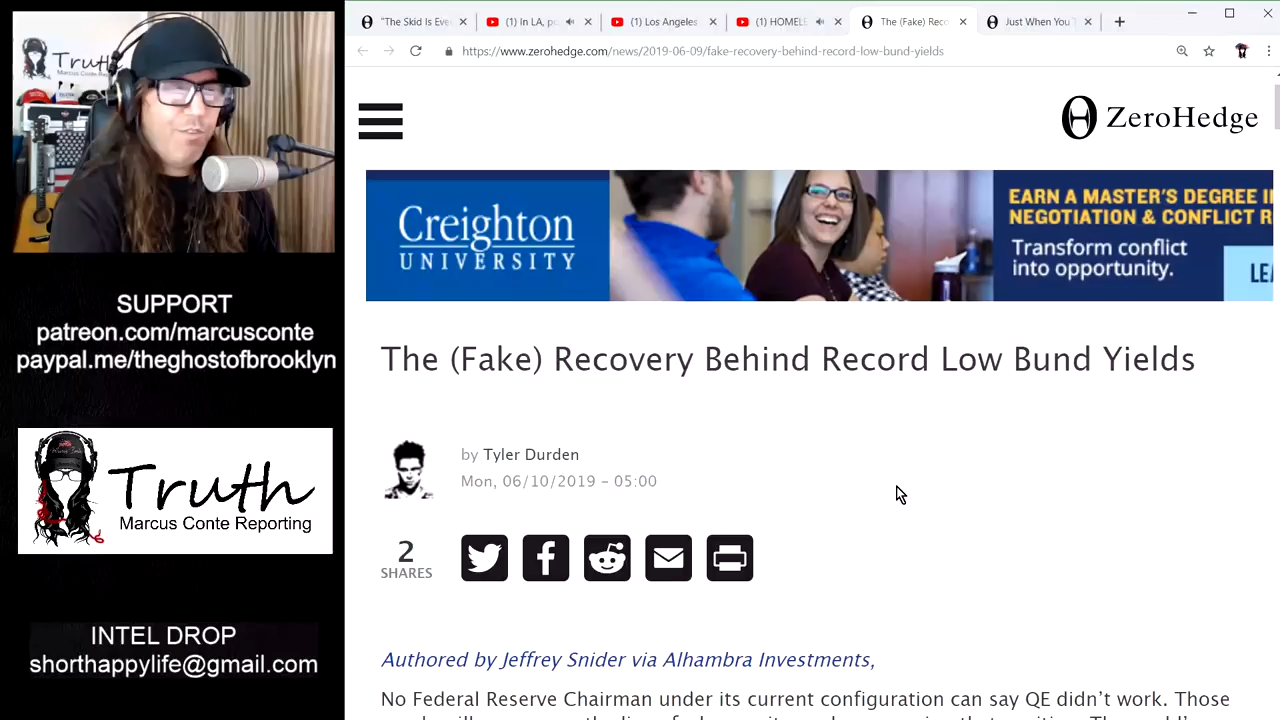 Truth
Marcus Conte Repor
SUPPORT
patreon.com/marcusconte
paypal.me/theghostofbrooklyn
Truth
Marcus Conte Reporting
INTEL DROP
shorthappylife@gmail.com
"The Skid Is Eve
(1) In LA, po
(1) Los Angeles
(1) HOMELE
The (Fake) Reco
Just When You
https://www.zerohedge.com/news/2019-06-09/fake-recovery-behind-record-low-bund-yields
ZeroHedge
Creighton
UNIVERSITY
EARN A MASTER'S DEGREE I
NEGOTIATION & CONFLICT R
Transform conflict
into opportunity.
LEA
The (Fake) Recovery Behind Record Low Bund Yields
by Tyler Durden
Mon, 06/10/2019 - 05:00
2
SHARES
Authored by Jeffrey Snider via Alhambra Investments,
No Federal Reserve Chairman under its current configuration can say QE didn't work. Those